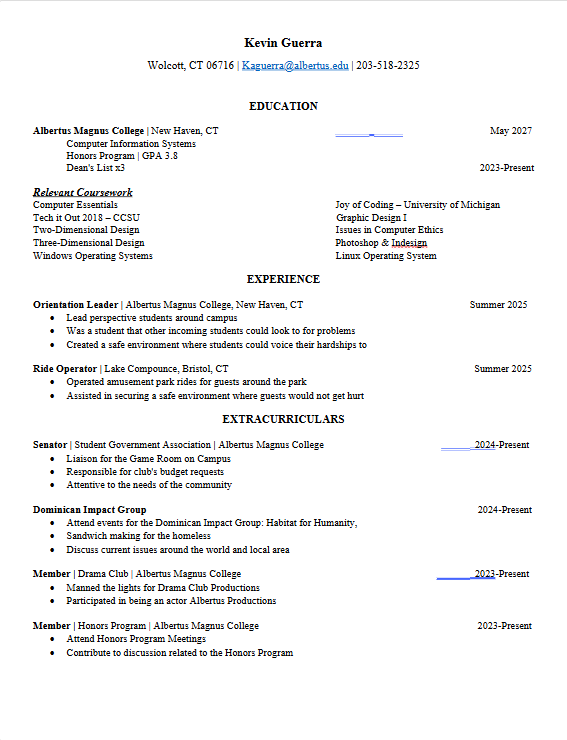 Kevin Guerra
Wolcott, CT 06716 | Kaguerra@albertus.edu | 203-518-2325
EDUCATION
Albertus Magnus College | New Haven, CT May 2027
Computer Information Systems
Honors Program | GPA 3.8
Dean's List x3 2023-Present
Relevant Coursework
Computer Essentials Joy of Coding – University of Michigan
Tech it Out 2018 – CCSU Graphic Design I
Two-Dimensional Design Issues in Computer Ethics
Three-Dimensional Design Photoshop & Indesign
Windows Operating Systems Linux Operating System
EXPERIENCE
Orientation Leader | Albertus Magnus College, New Haven, CT Summer 2025
• Lead perspective students around campus
• Was a student that other incoming students could look to for problems
• Created a safe environment where students could voice their hardships to
Ride Operator | Lake Compounce, Bristol, CT Summer 2025
• Operated amusement park rides for guests around the park
• Assisted in securing a safe environment where guests would not get hurt
EXTRACURRICULARS
Senator | Student Government Association | Albertus Magnus College 2024-Present
• Liaison for the Game Room on Campus
• Responsible for club's budget requests
• Attentive to the needs of the community
Dominican Impact Group 2024-Present
• Attend events for the Dominican Impact Group: Habitat for Humanity,
• Sandwich making for the homeless
• Discuss current issues around the world and local area
Member | Drama Club | Albertus Magnus College 2023-Present
• Manned the lights for Drama Club Productions
• Participated in being an actor Albertus Productions
Member | Honors Program | Albertus Magnus College 2023-Present
• Attend Honors Program Meetings
• Contribute to discussion related to the Honors Program